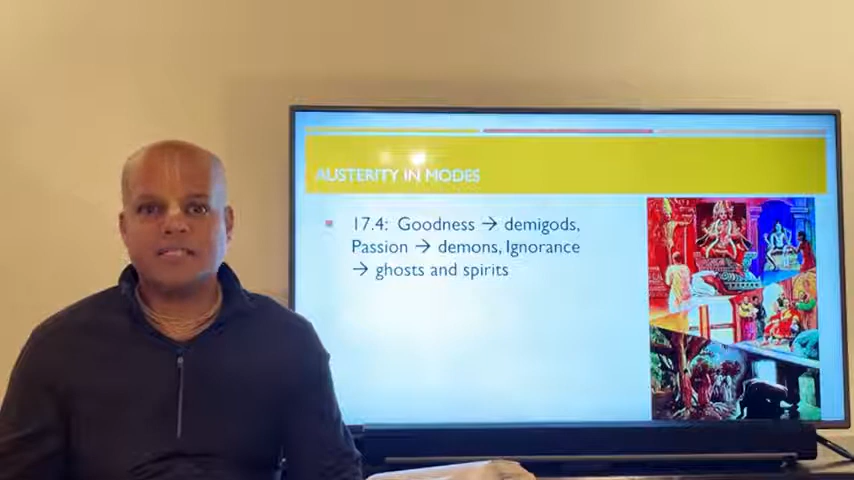 AUSTERITY IN MODES
17.4: Goodness → demigods,
Passion → demons, Ignorance
→ ghosts and spirits